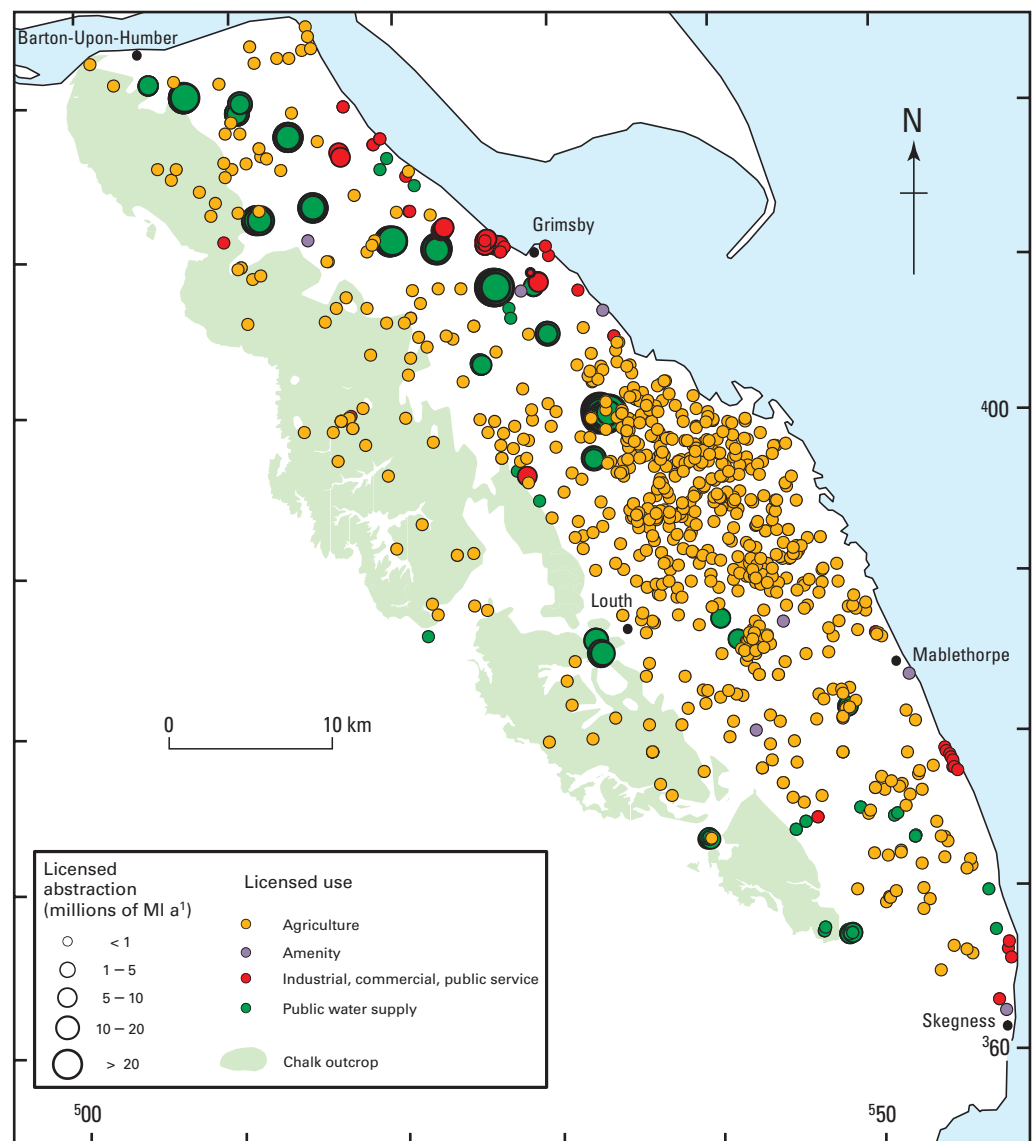 Barton-Upon-Humber
N
Grimsby
⁴00
Louth
Mablethorpe
0 10 km
Licensed
abstraction
(millions of Ml a¹)
< 1
1 – 5
5 – 10
10 – 20
> 20
Licensed use
Agriculture
Amenity
Industrial, commercial, public service
Public water supply
Chalk outcrop
Skegness
³60
⁵00
⁵50